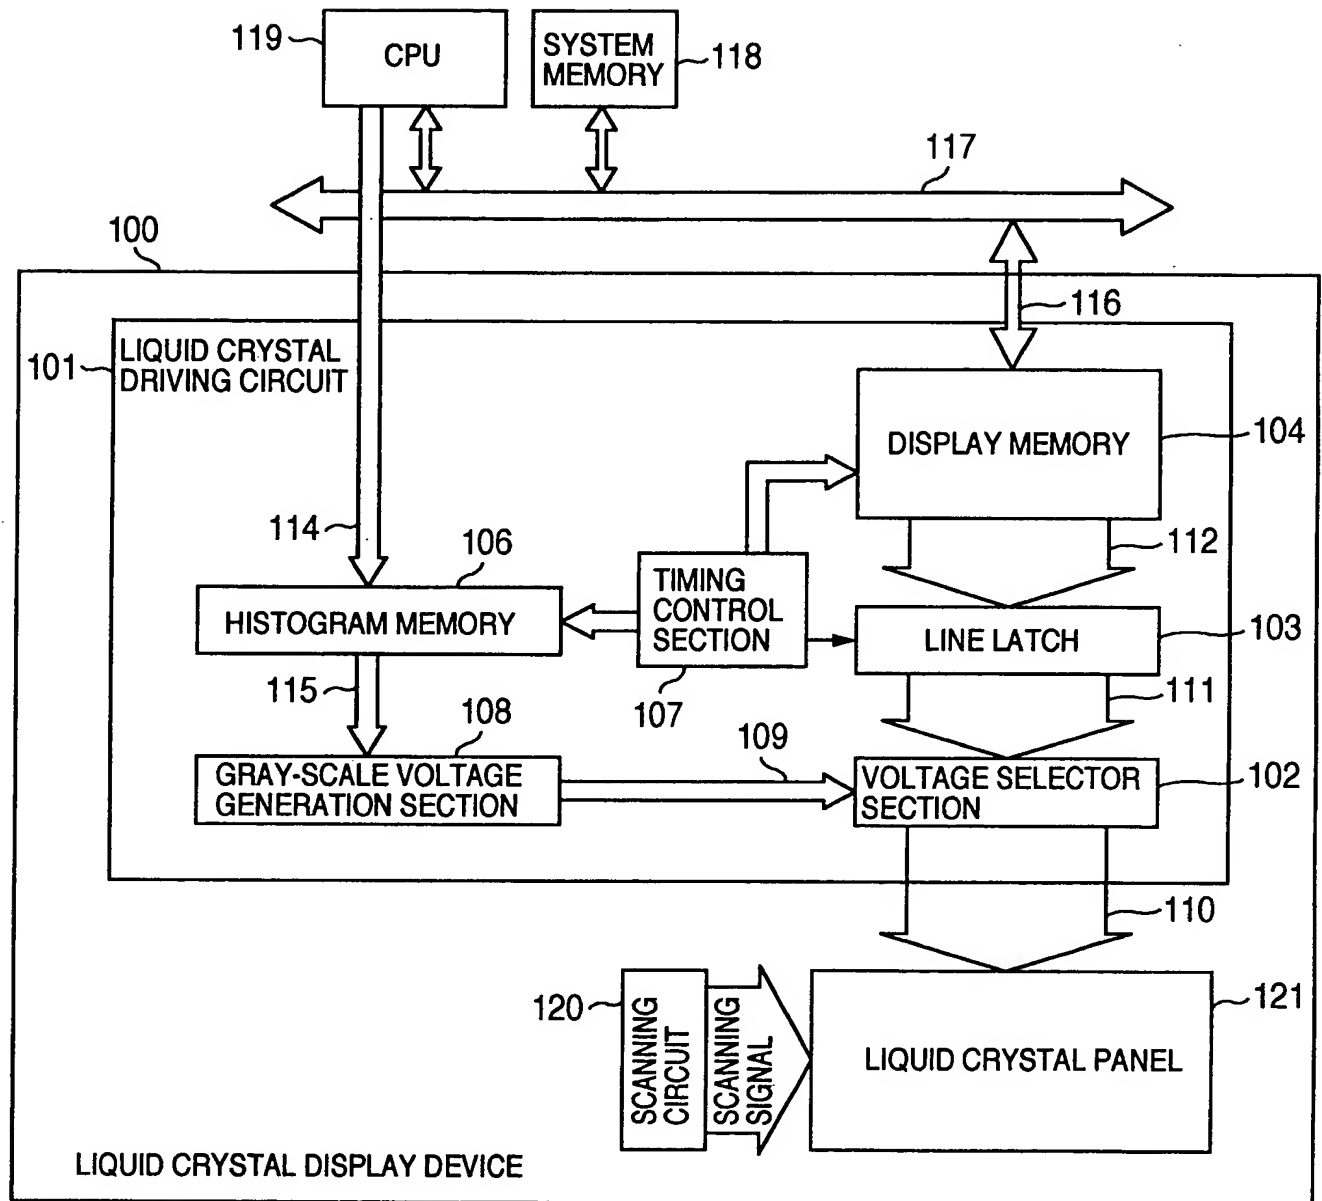 119
CPU
SYSTEM
MEMORY
118
117
100
116
101
LIQUID CRYSTAL
DRIVING CIRCUIT
DISPLAY MEMORY
104
114
106
112
TIMING
CONTROL
SECTION
HISTOGRAM MEMORY
LINE LATCH
103
115
107
111
108
109
GRAY-SCALE VOLTAGE
GENERATION SECTION
VOLTAGE SELECTOR
SECTION
102
110
120
SCANNING
CIRCUIT
SCANNING
SIGNAL
121
LIQUID CRYSTAL PANEL
LIQUID CRYSTAL DISPLAY DEVICE